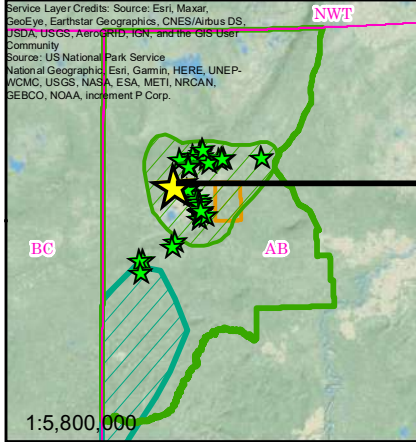 Service Layer Credits: Source: Esri, Maxar,
GeoEye, Earthstar Geographics, CNES/Airbus DS,
USDA, USGS, AeroGRID, IGN, and the GIS User
Community
Source: US National Park Service
National Geographic, Esri, Garmin, HERE, UNEP-
WCMC, USGS, NASA, ESA, METI, NRCAN,
GEBCO, NOAA, increment P Corp.
NWT
BC
AB
1:5,800,000